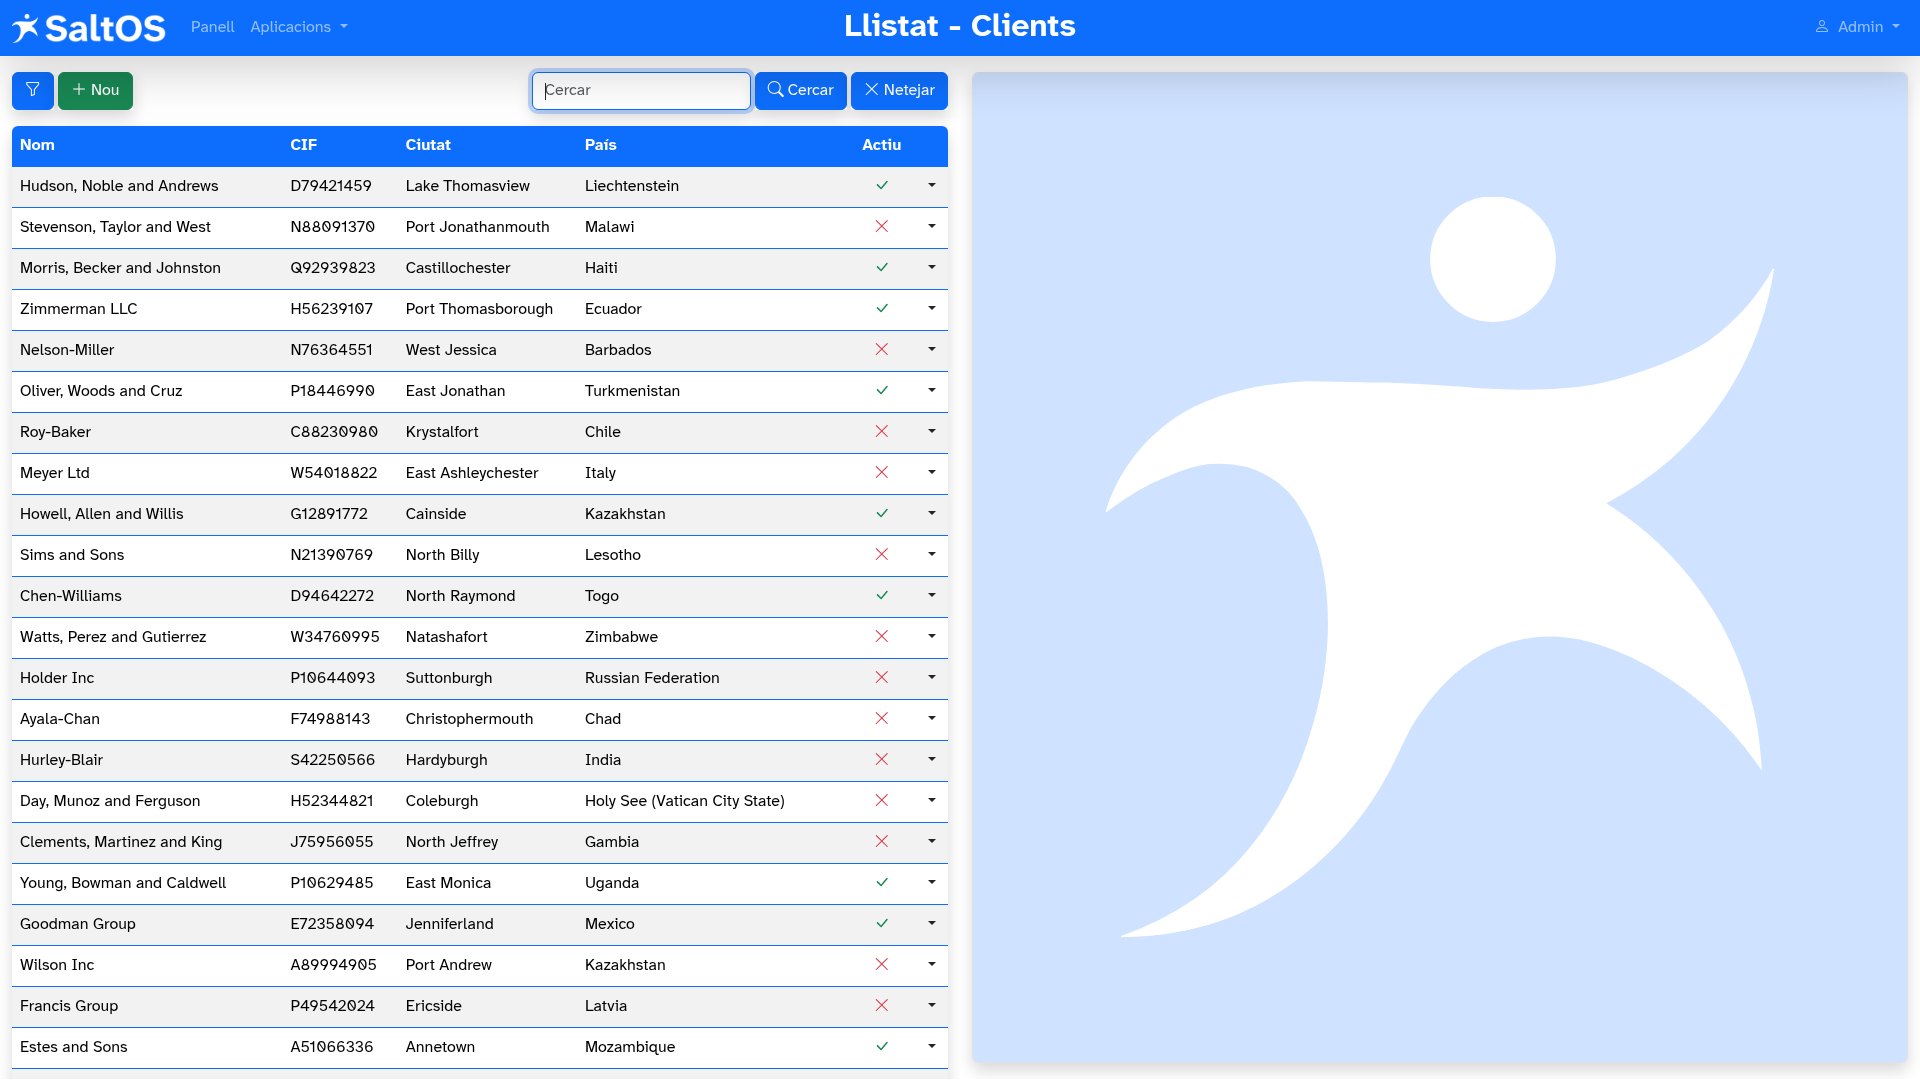 SaltOS Panell Aplicacions Llistat - Clients Admin
Nou Cercar Cercar Netejar
Nom CIF Ciutat País Actiu
Hudson, Noble and Andrews D79421459 Lake Thomasview Liechtenstein
Stevenson, Taylor and West N88091370 Port Jonathanmouth Malawi
Morris, Becker and Johnston Q92939823 Castillochester Haiti
Zimmerman LLC H56239107 Port Thomasborough Ecuador
Nelson-Miller N76364551 West Jessica Barbados
Oliver, Woods and Cruz P18446990 East Jonathan Turkmenistan
Roy-Baker C88230980 Krystalfort Chile
Meyer Ltd W54018822 East Ashleychester Italy
Howell, Allen and Willis G12891772 Cainside Kazakhstan
Sims and Sons N21390769 North Billy Lesotho
Chen-Williams D94642272 North Raymond Togo
Watts, Perez and Gutierrez W34760995 Natashafort Zimbabwe
Holder Inc P10644093 Suttonburgh Russian Federation
Ayala-Chan F74988143 Christophermouth Chad
Hurley-Blair S42250566 Hardyburgh India
Day, Munoz and Ferguson H52344821 Coleburgh Holy See (Vatican City State)
Clements, Martinez and King J75956055 North Jeffrey Gambia
Young, Bowman and Caldwell P10629485 East Monica Uganda
Goodman Group E72358094 Jenniferland Mexico
Wilson Inc A89994905 Port Andrew Kazakhstan
Francis Group P49542024 Ericside Latvia
Estes and Sons A51066336 Annetown Mozambique